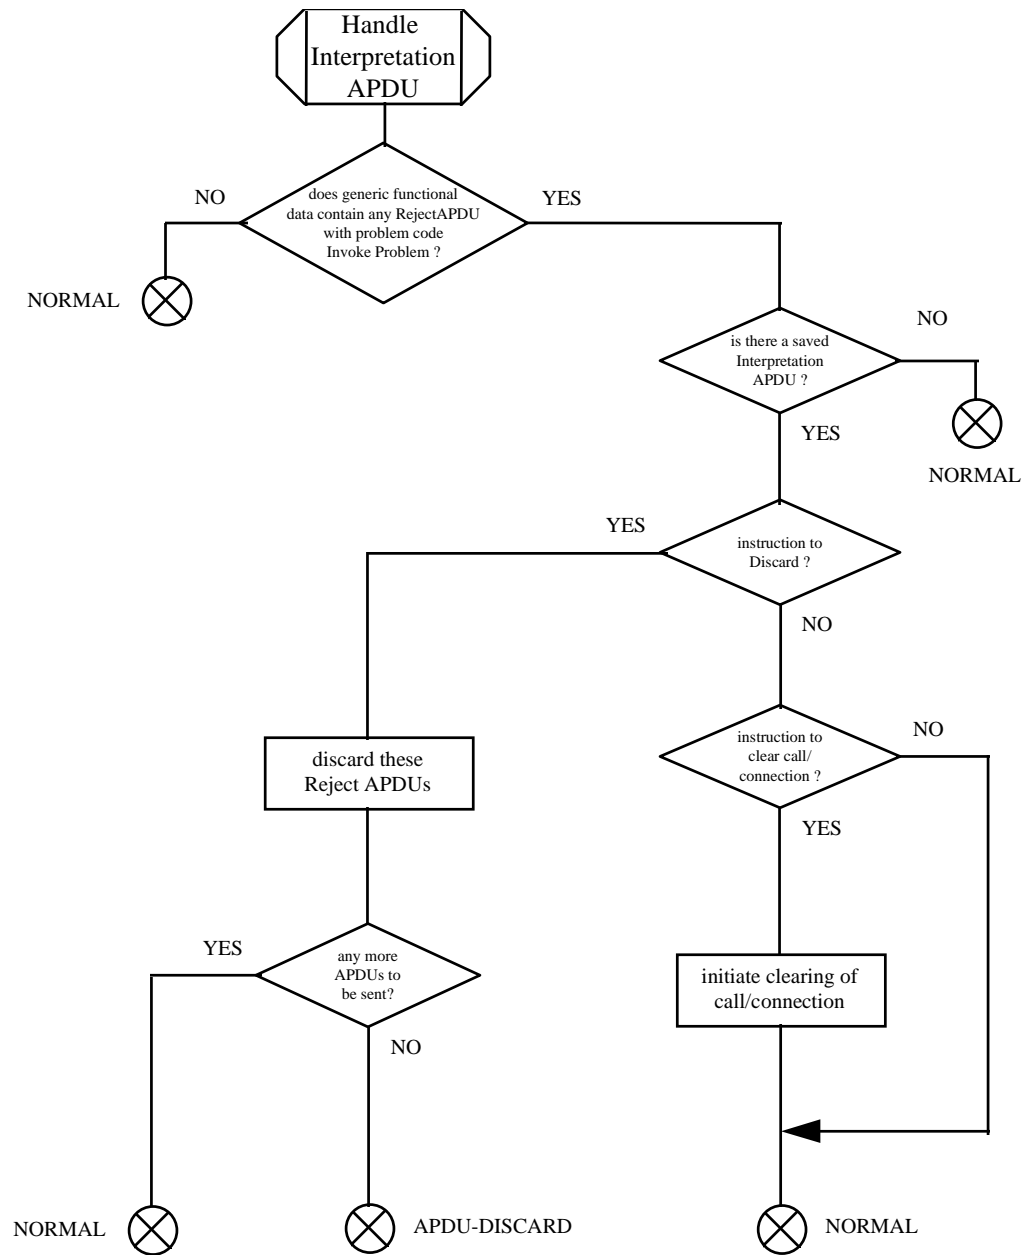 Handle
Interpretation
APDU
NO
does generic functional
data contain any RejectAPDU
with problem code
Invoke Problem ?
YES
NORMAL
is there a saved
Interpretation
APDU ?
NO
YES
NORMAL
YES
instruction to
Discard ?
NO
discard these
Reject APDUs
instruction to
clear call/
connection ?
NO
YES
YES
any more
APDUs to
be sent?
initiate clearing of
call/connection
NO
NORMAL
APDU-DISCARD
NORMAL